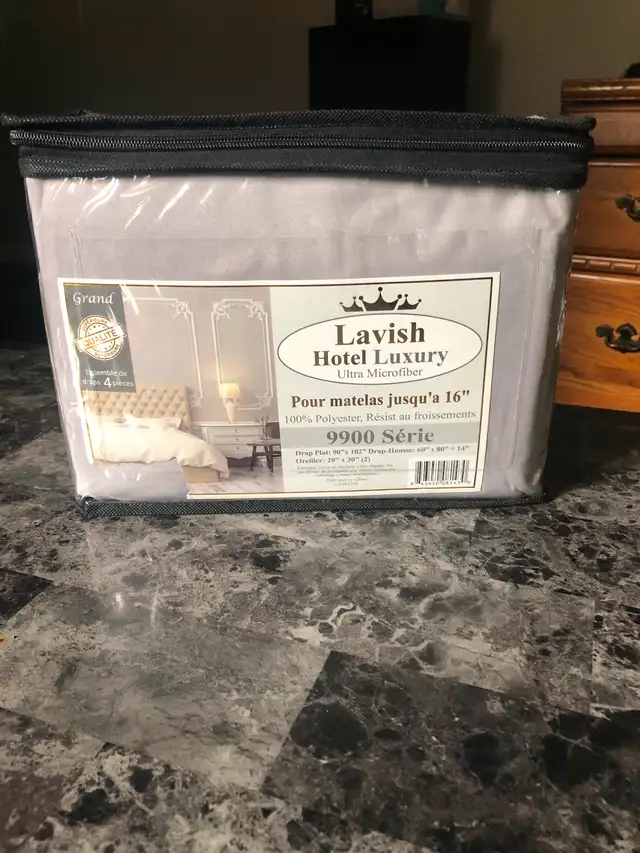 Grand
QUALITÉ
Ensemble de
draps 4 pièces
Lavish
Hotel Luxury
Ultra Microfiber
Pour matelas jusqu'a 16"
100% Polyester, Résist au froissements
9900 Série
Drap Plat: 90"x 102" Drap-Housse: 60" x 80" + 14"
Oreiller: 20" x 30" (2)